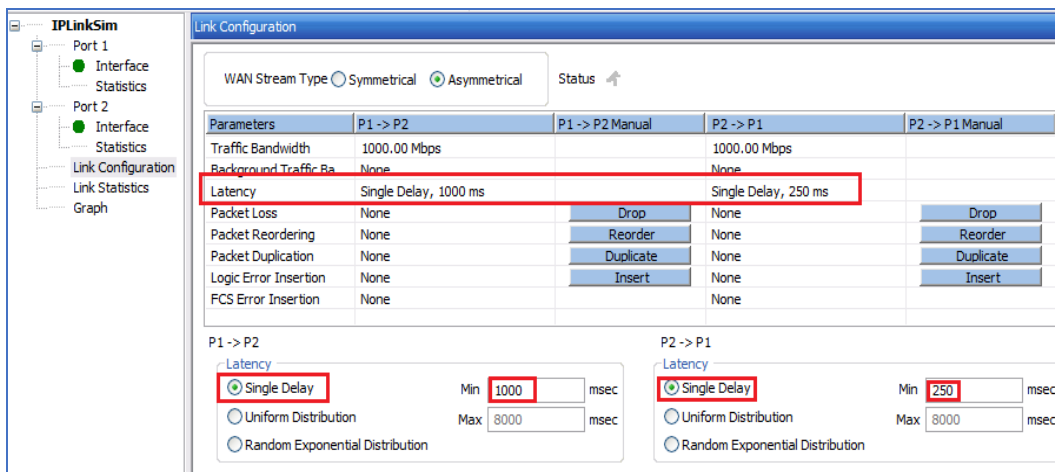 IPLinkSim
Port 1
Interface
Statistics
Port 2
Interface
Statistics
Link Configuration
Link Statistics
Graph
Link Configuration
WAN Stream Type Symmetrical Asymmetrical Status
Parameters P1 -> P2 P1 -> P2 Manual P2 -> P1 P2 -> P1 Manual
Traffic Bandwidth 1000.00 Mbps 1000.00 Mbps
Background Traffic Ba... None None
Latency Single Delay, 1000 ms Single Delay, 250 ms
Packet Loss None Drop None Drop
Packet Reordering None Reorder None Reorder
Packet Duplication None Duplicate None Duplicate
Logic Error Insertion None Insert None Insert
FCS Error Insertion None None
P1 -> P2 P2 -> P1
Latency Latency
Single Delay Min 1000 msec Single Delay Min 250 msec
Uniform Distribution Max 8000 msec Uniform Distribution Max 8000 msec
Random Exponential Distribution Random Exponential Distribution